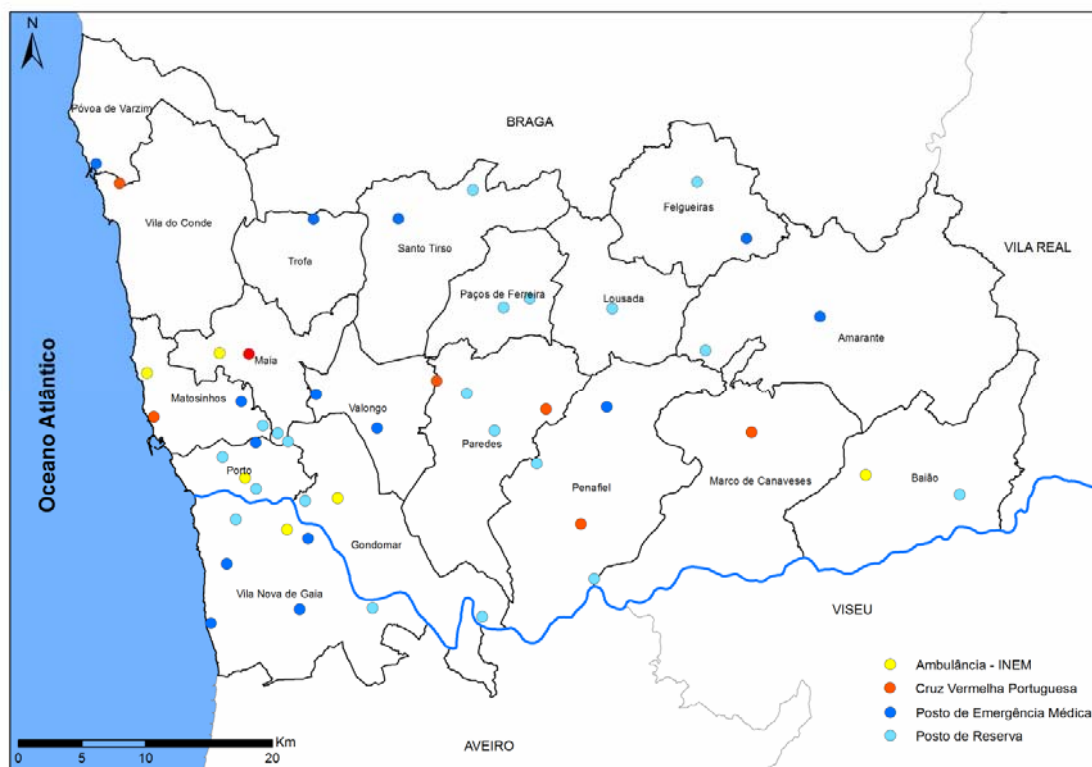 N
Póvoa de Varzim
BRAGA
Felgueiras
Vila do Conde
Santo Tirso
VILA REAL
Trofa
Paços de Ferreira
Lousada
Amarante
Oceano Atlântico
Maia
Matosinhos
Valongo
Paredes
Porto
Penafiel
Marco de Canaveses
Baião
Gondomar
Vila Nova de Gaia
VISEU
Ambulância - INEM
Cruz Vermelha Portuguesa
Posto de Emergência Médica
Posto de Reserva
Km
0 5 10 20
AVEIRO